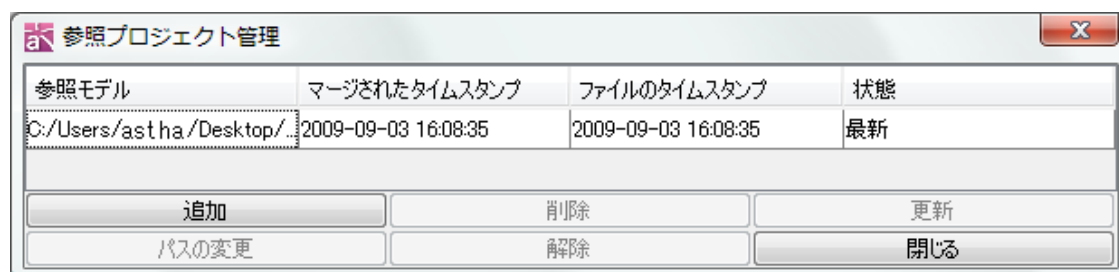 参照プロジェクト管理
参照モデル マージされたタイムスタンプ ファイルのタイムスタンプ 状態
C:/Users/astha/Desktop/... 2009-09-03 16:08:35 2009-09-03 16:08:35 最新
追加 削除 更新
パスの変更 解除 閉じる